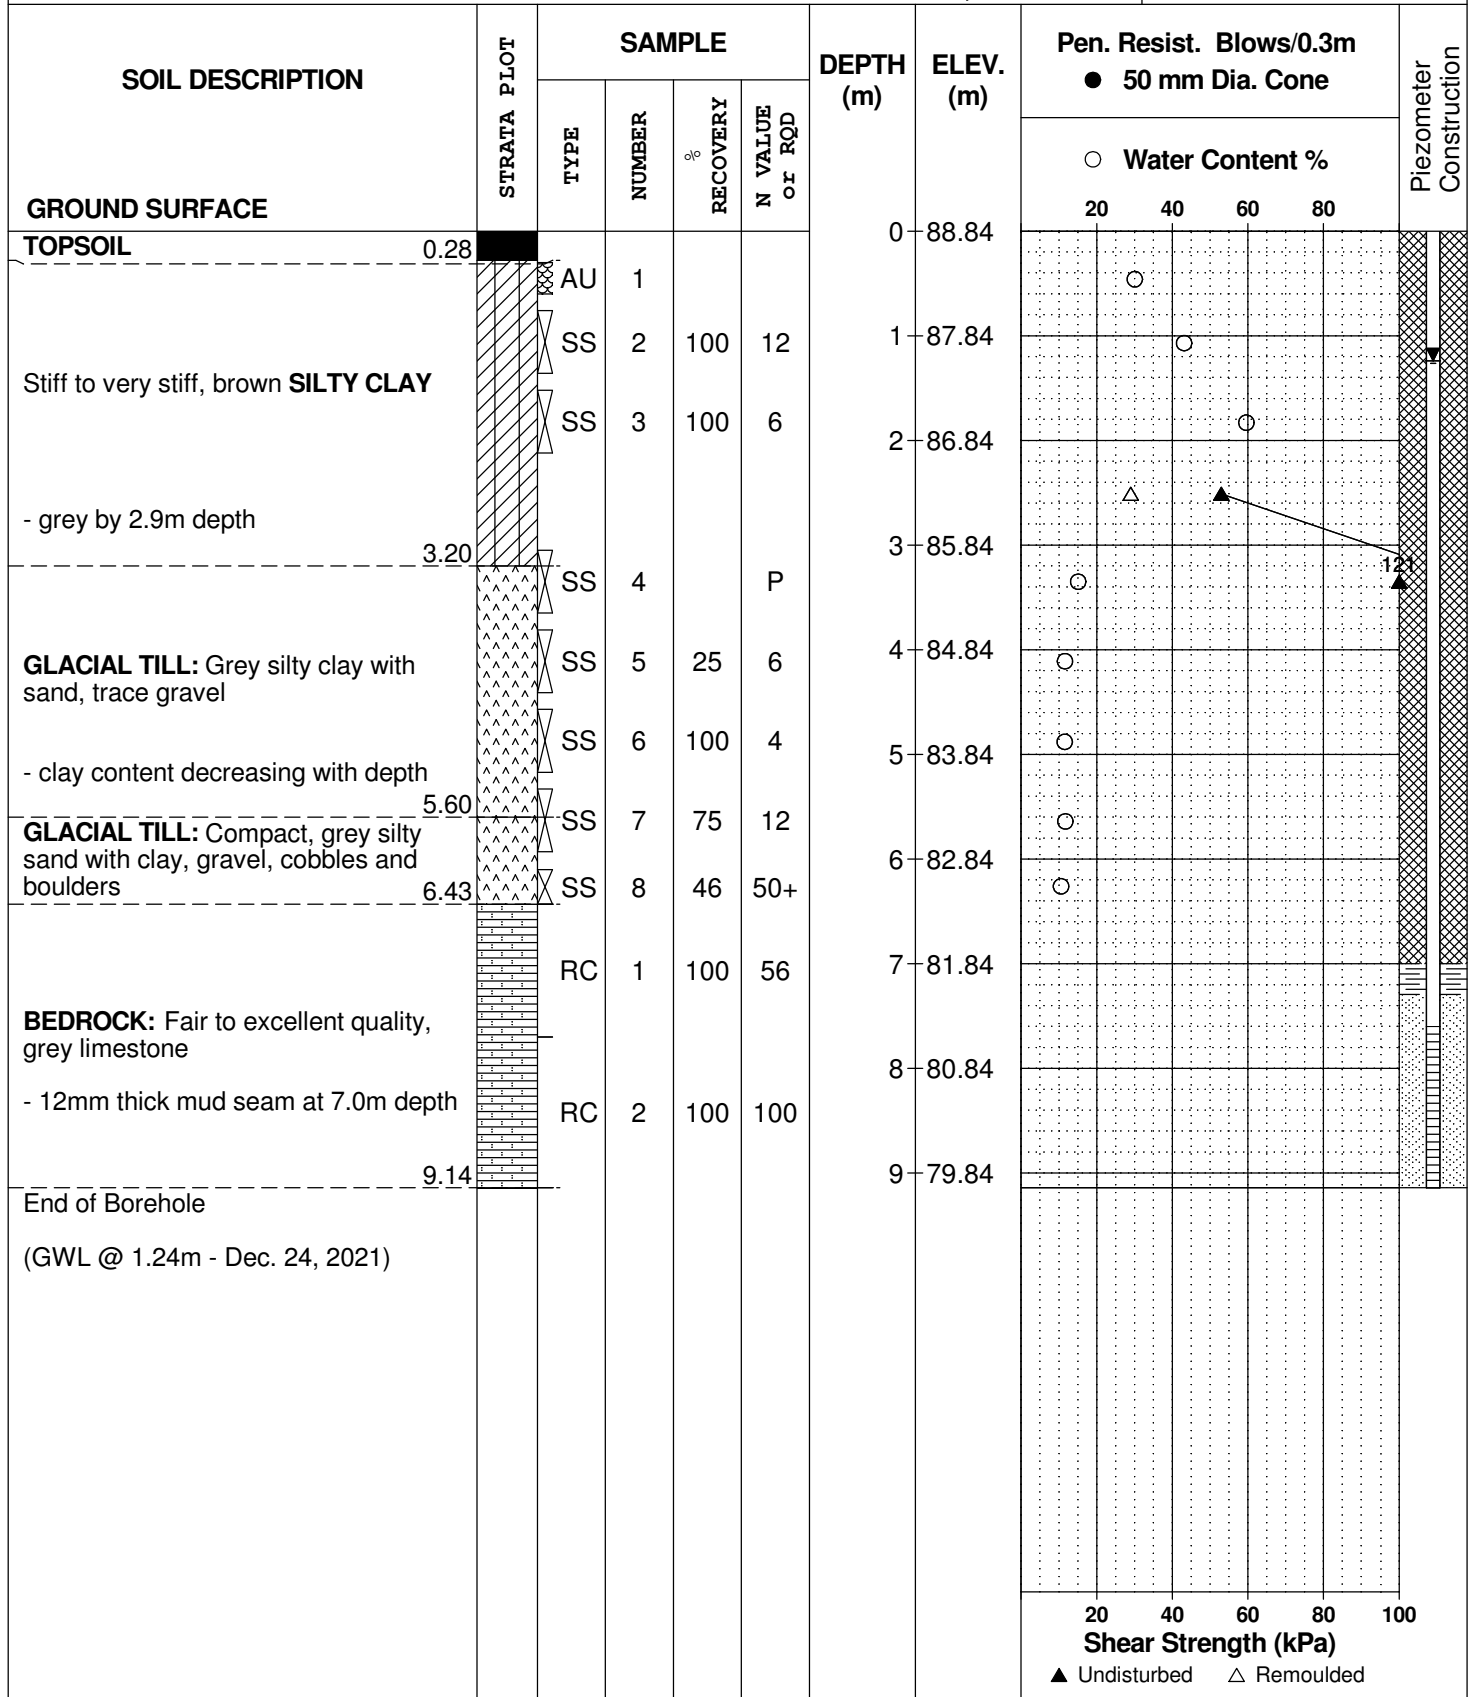 SOIL DESCRIPTION
GROUND SURFACE
STRATA PLOT
SAMPLE
TYPE
NUMBER
% RECOVERY
N VALUE or RQD
DEPTH (m)
ELEV. (m)
Pen. Resist. Blows/0.3m
● 50 mm Dia. Cone
○ Water Content %
20 40 60 80
Piezometer Construction
TOPSOIL 0.28
0 88.84
AU 1
SS 2 100 12
1 87.84
Stiff to very stiff, brown SILTY CLAY
SS 3 100 6
2 86.84
- grey by 2.9m depth
3.20
3 85.84
121
SS 4 P
GLACIAL TILL: Grey silty clay with
sand, trace gravel
SS 5 25 6
4 84.84
SS 6 100 4
5 83.84
- clay content decreasing with depth
5.60
SS 7 75 12
GLACIAL TILL: Compact, grey silty
sand with clay, gravel, cobbles and
boulders
6.43
6 82.84
SS 8 46 50+
RC 1 100 56
7 81.84
BEDROCK: Fair to excellent quality,
grey limestone
8 80.84
- 12mm thick mud seam at 7.0m depth
RC 2 100 100
9.14
9 79.84
End of Borehole
(GWL @ 1.24m - Dec. 24, 2021)
20 40 60 80 100
Shear Strength (kPa)
▲ Undisturbed △ Remoulded